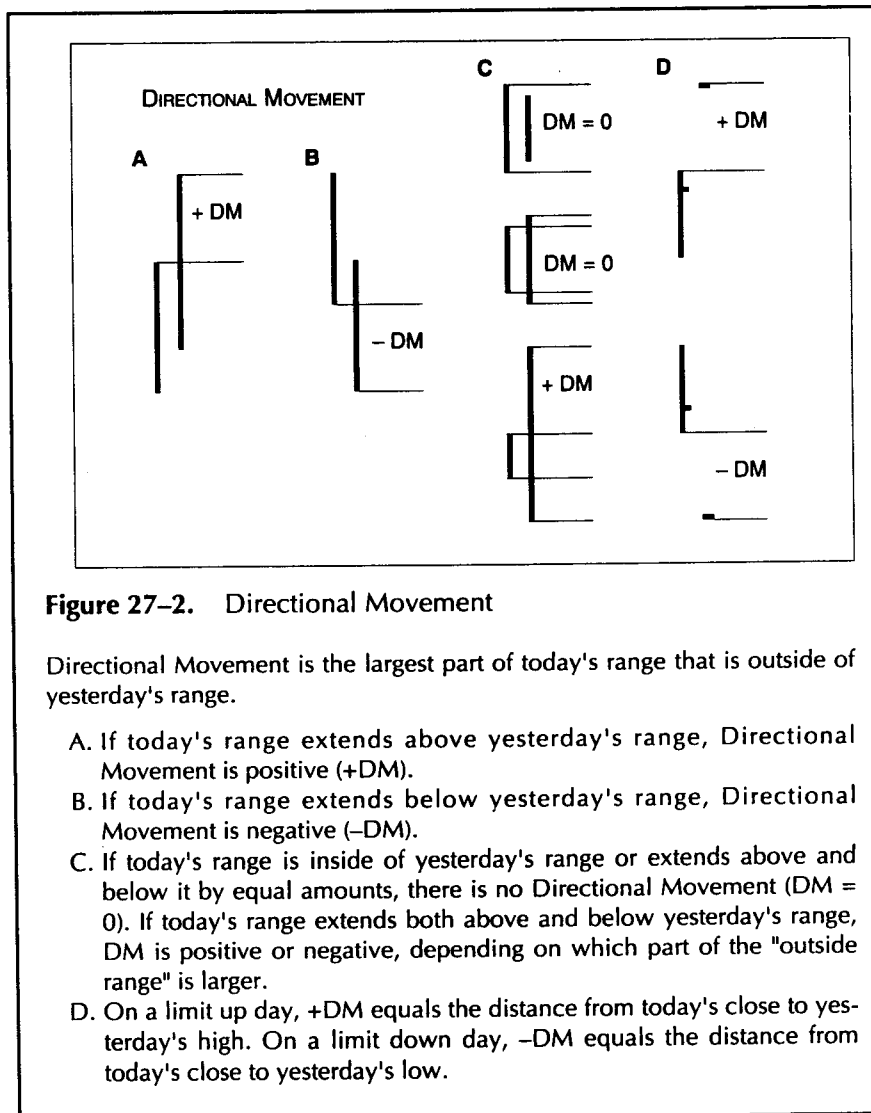 DIRECTIONAL MOVEMENT
A
+ DM
B
– DM
C
DM = 0
DM = 0
+ DM
D
+ DM
– DM
Figure 27–2. Directional Movement
Directional Movement is the largest part of today's range that is outside of
yesterday's range.
A. If today's range extends above yesterday's range, Directional
Movement is positive (+DM).
B. If today's range extends below yesterday's range, Directional
Movement is negative (–DM).
C. If today's range is inside of yesterday's range or extends above and
below it by equal amounts, there is no Directional Movement (DM =
0). If today's range extends both above and below yesterday's range,
DM is positive or negative, depending on which part of the "outside
range" is larger.
D. On a limit up day, +DM equals the distance from today's close to yes-
terday's high. On a limit down day, –DM equals the distance from
today's close to yesterday's low.